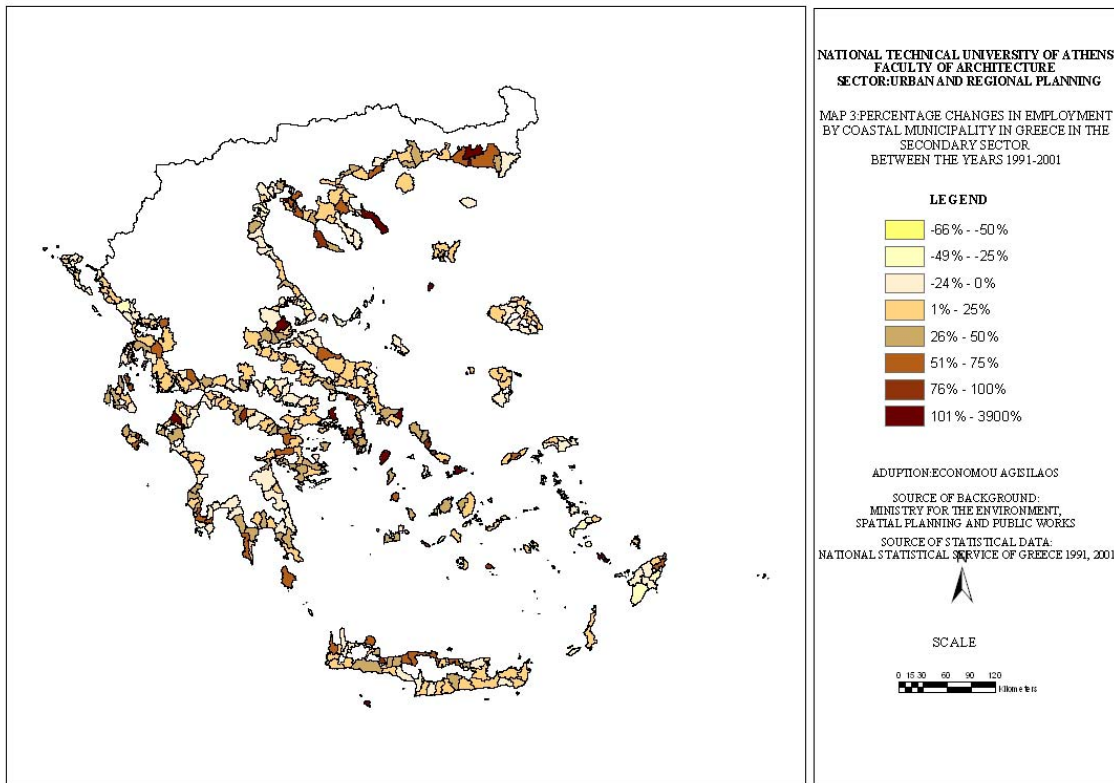 NATIONAL TECHNICAL UNIVERSITY OF ATHENS
FACULTY OF ARCHITECTURE
SECTOR:URBAN AND REGIONAL PLANNING
MAP 3:PERCENTAGE CHANGES IN EMPLOYMENT
BY COASTAL MUNICIPALITY IN GREECE IN THE
SECONDARY SECTOR
BETWEEN THE YEARS 1991-2001
LEGEND
-66% - -50%
-49% - -25%
-24% - 0%
1% - 25%
26% - 50%
51% - 75%
76% - 100%
101% - 3900%
ADUPTION:ECONOMOU AGISILAOS
SOURCE OF BACKGROUND:
MINISTRY FOR THE ENVIRONMENT,
SPATIAL PLANNING AND PUBLIC WORKS
SOURCE OF STATISTICAL DATA:
NATIONAL STATISTICAL SERVICE OF GREECE 1991, 2001
N
SCALE
0 15 30 60 90 120
Kilometers